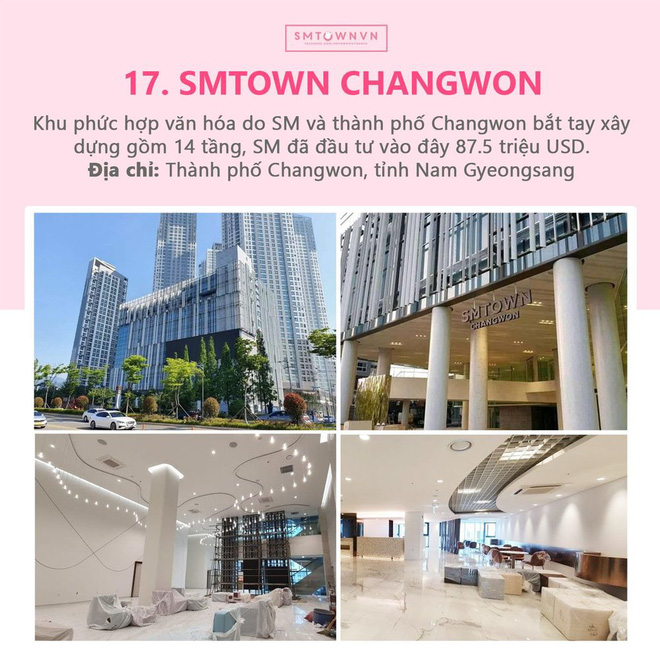 SMTOWNVN
17. SMTOWN CHANGWON
Khu phức hợp văn hóa do SM và thành phố Changwon bắt tay xây
dựng gồm 14 tầng, SM đã đầu tư vào đây 87.5 triệu USD.
Địa chỉ: Thành phố Changwon, tỉnh Nam Gyeongsang
SMTOWN
CHANGWON